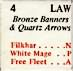 4 LAW
Bronze Banners
& Quartz Arrows
Filkhar.....N
White Mage..P
Free Fleet..A